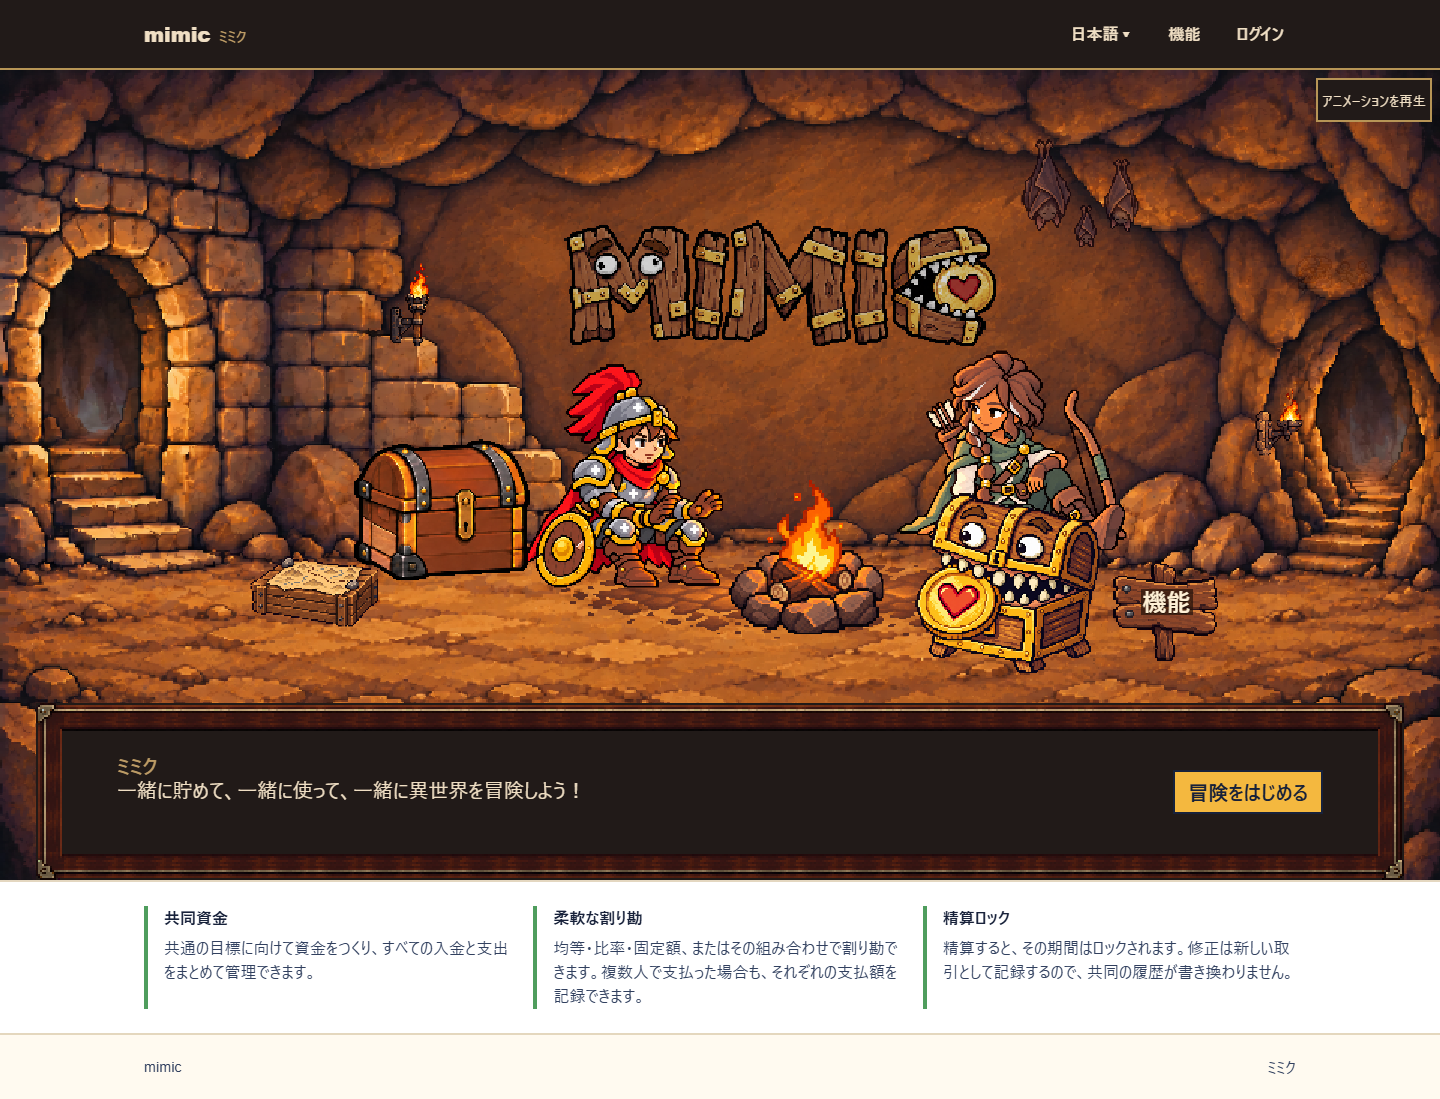 mimic ミミク
日本語 機能 ログイン
アニメーションを再生
MIMIC
機能
ミミク
一緒に貯めて、一緒に使って、一緒に異世界を冒険しよう！
冒険をはじめる
共同資金
共通の目標に向けて資金をつくり、すべての入金と支出
をまとめて管理できます。
柔軟な割り勘
均等・比率・固定額、またはその組み合わせで割り勘で
きます。複数人で支払った場合も、それぞれの支払額を
記録できます。
精算ロック
精算すると、その期間はロックされます。修正は新しい取
引として記録するので、共同の履歴が書き換わりません。
mimic
ミミク